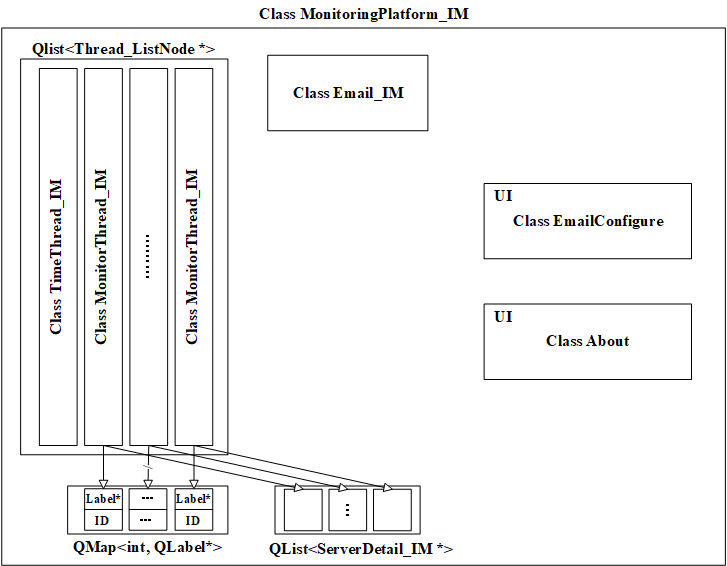 Class MonitoringPlatform_IM
Qlist<Thread_ListNode *>
Class TimeThread_IM
Class MonitorThread_IM
Class MonitorThread_IM
Class Email_IM
UI
Class EmailConfigure
UI
Class About
Label*
Label*
ID
ID
QMap<int, QLabel*>
QList<ServerDetail_IM *>